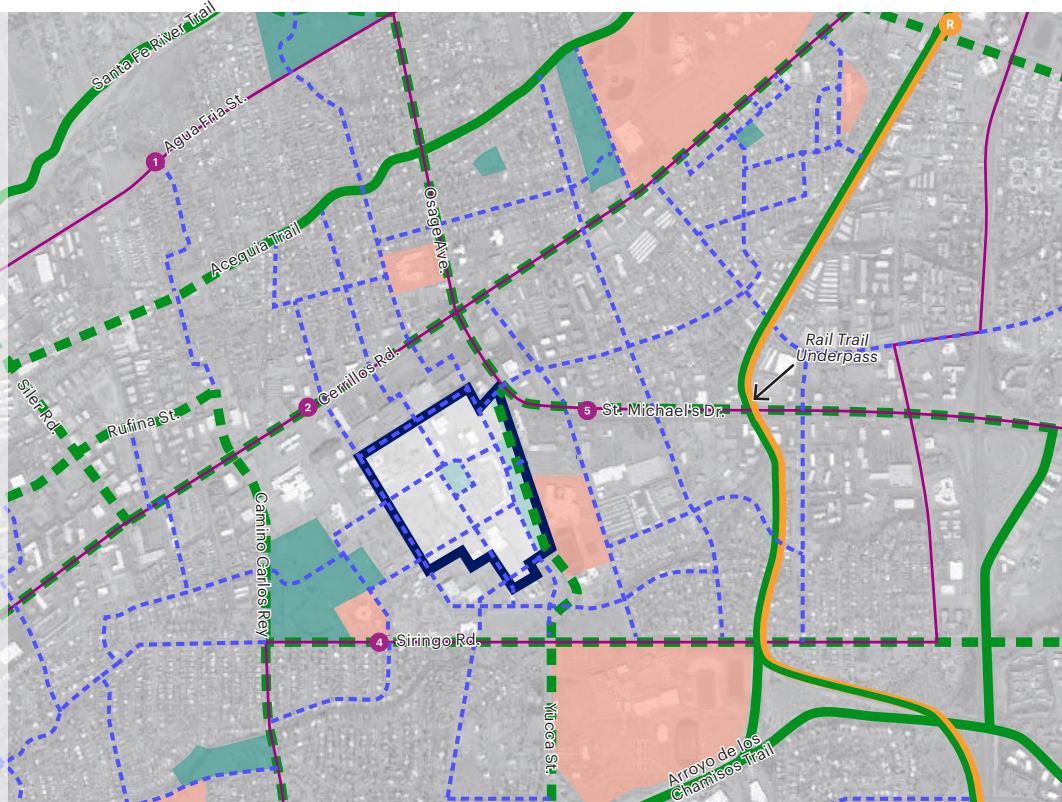 R
Santa Fe River Trail
Agua Fria St.
1
Osage Ave.
Acequia Trail
Rail Trail
Underpass
Siler Rd.
Rufina St.
2
Cerrillos Rd.
5
St. Michael's Dr.
Camino Carlos Rey
4
Siringo Rd.
Yucca St.
Arroyo de los
Chamisos Trail